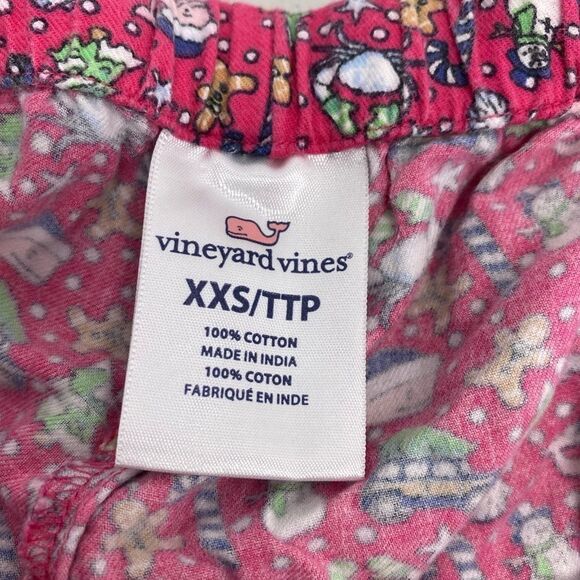 vineyard vines®
XXS/TTP
100% COTTON
MADE IN INDIA
100% COTON
FABRIQUÉ EN INDE